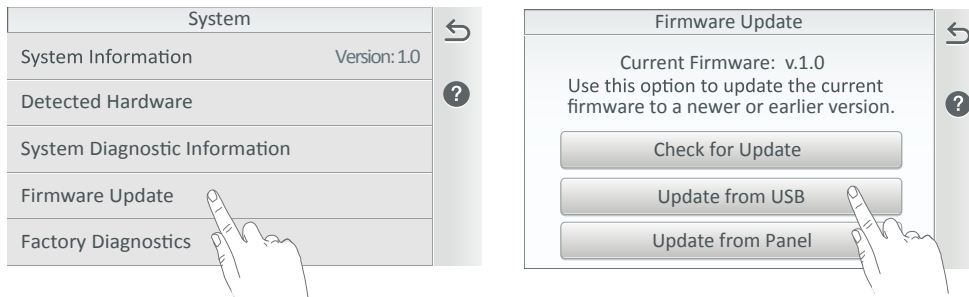 System
System Information Version: 1.0
Detected Hardware
System Diagnostic Information
Firmware Update
Factory Diagnostics
?
Firmware Update
Current Firmware: v.1.0
Use this option to update the current
firmware to a newer or earlier version.
Check for Update
Update from USB
Update from Panel
?